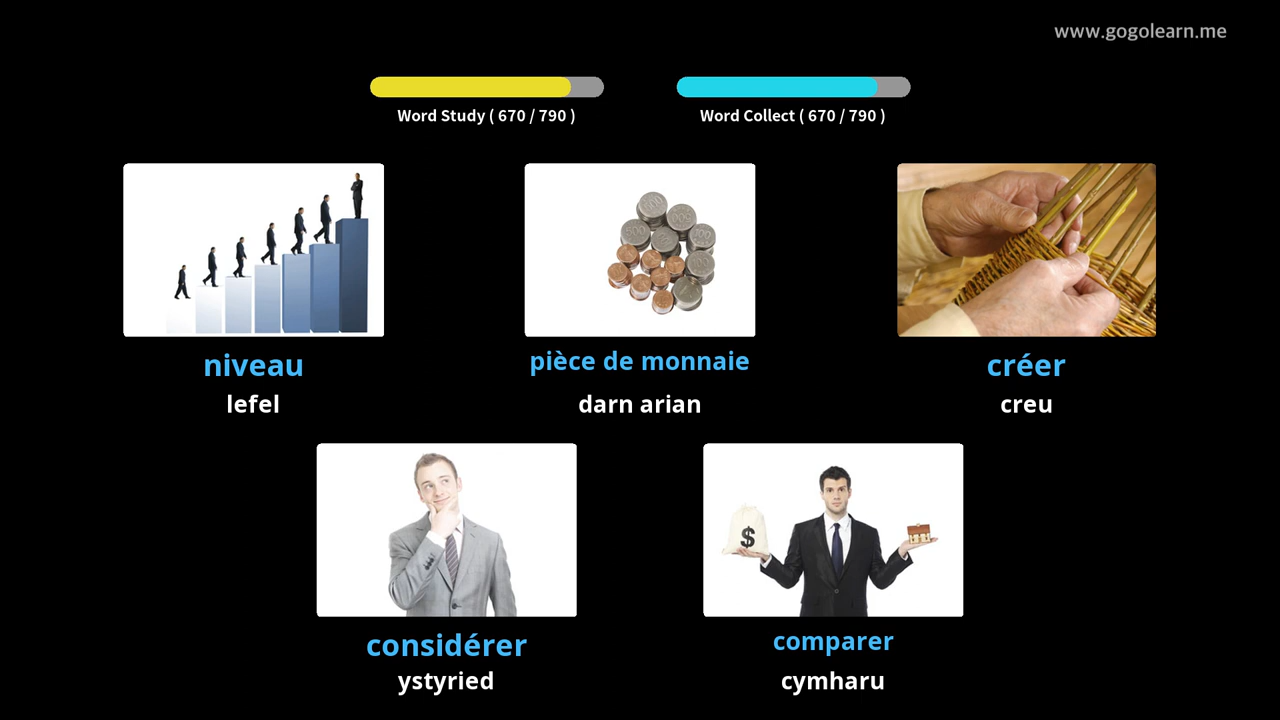 www.gogolearn.me
Word Study ( 670 / 790 )
Word Collect ( 670 / 790 )
niveau
pièce de monnaie
créer
lefel
darn arian
creu
$
considérer
comparer
ystyried
cymharu